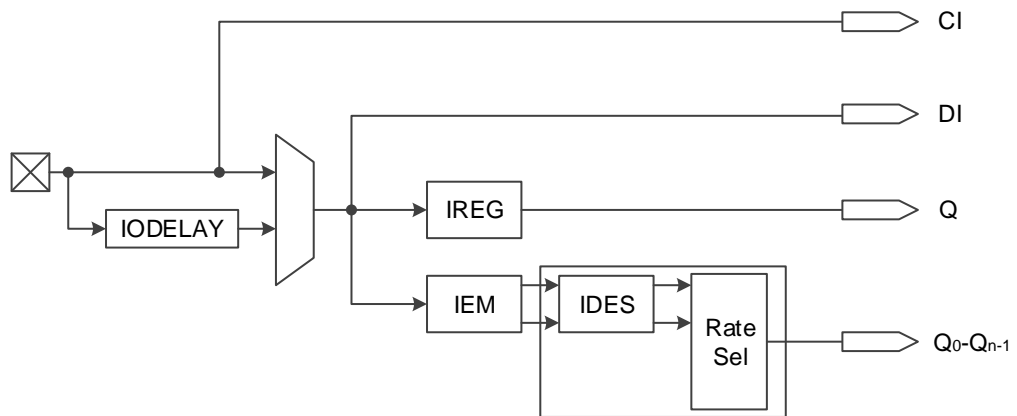 CI
DI
IREG
Q
IODELAY
IEM
IDES
Rate
Sel
Q0-Qn-1